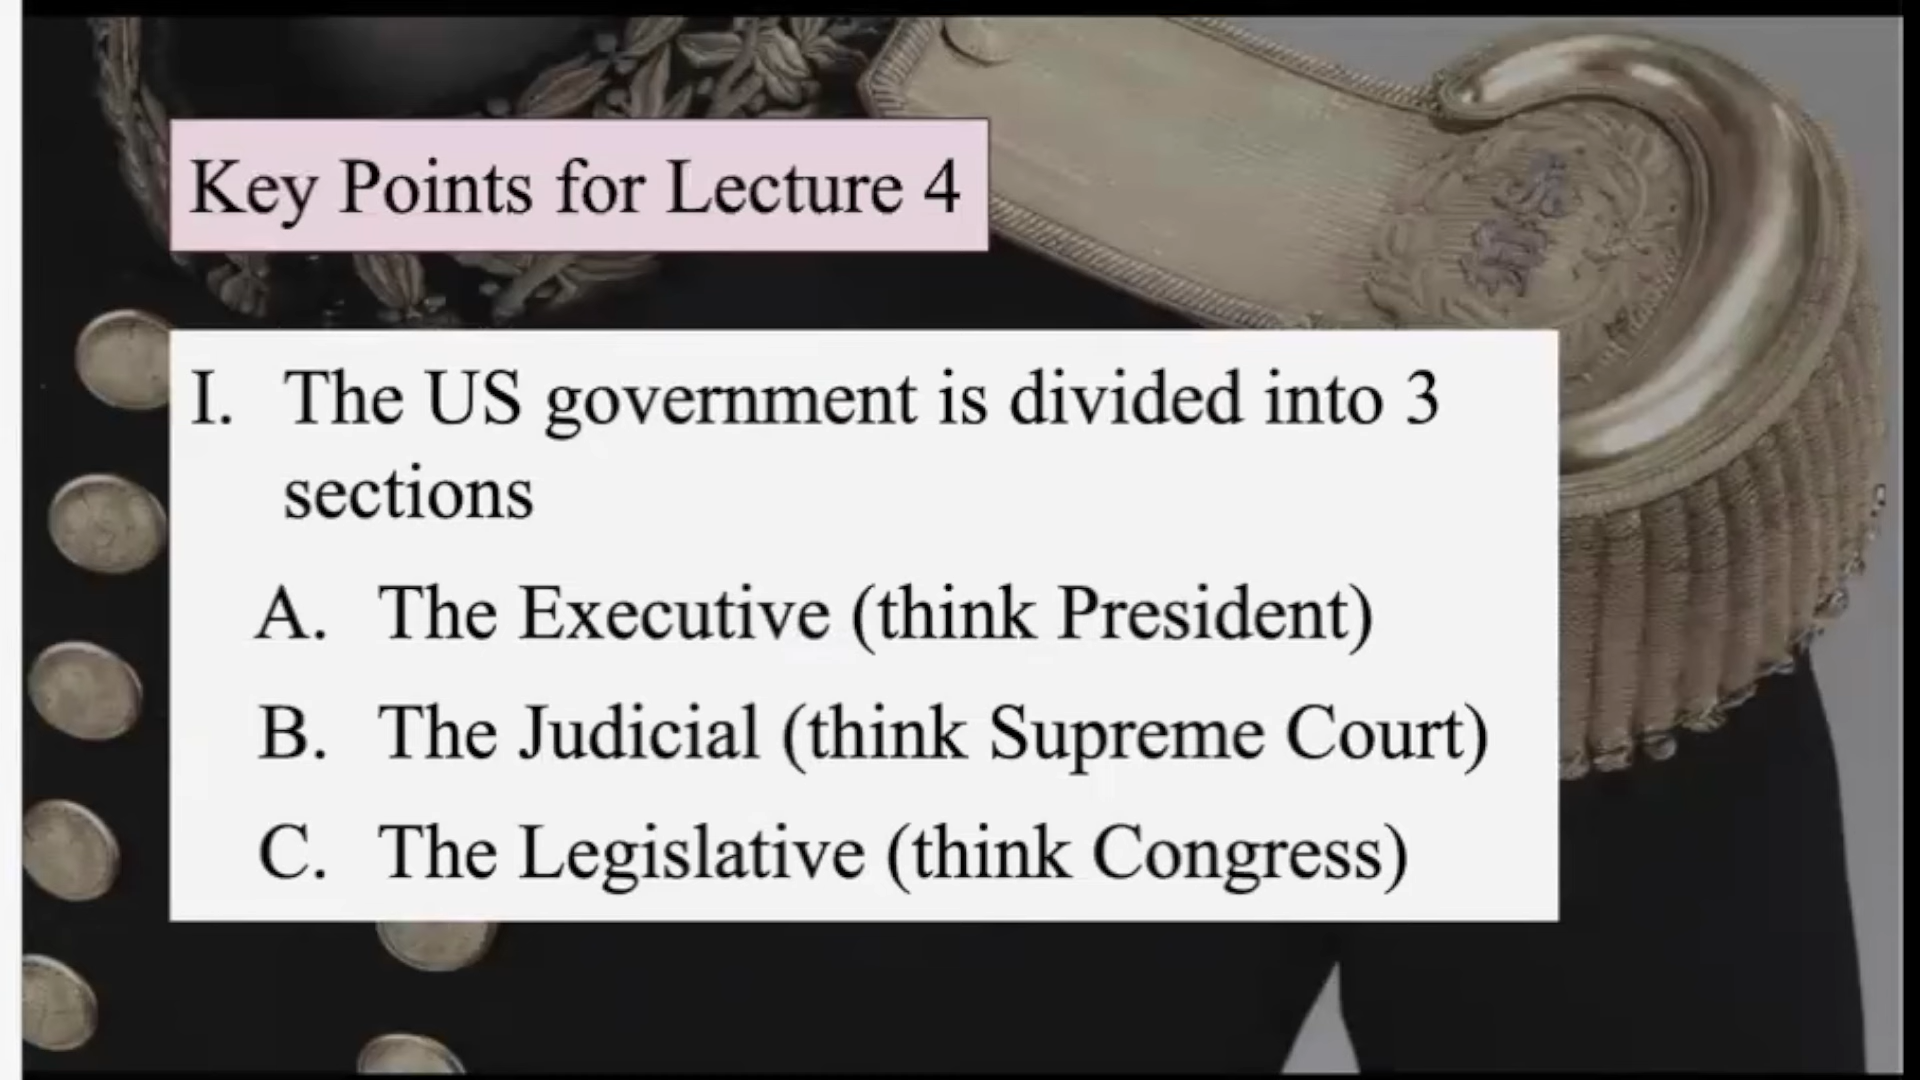 Key Points for Lecture 4
I. The US government is divided into 3
sections
A. The Executive (think President)
B. The Judicial (think Supreme Court)
C. The Legislative (think Congress)